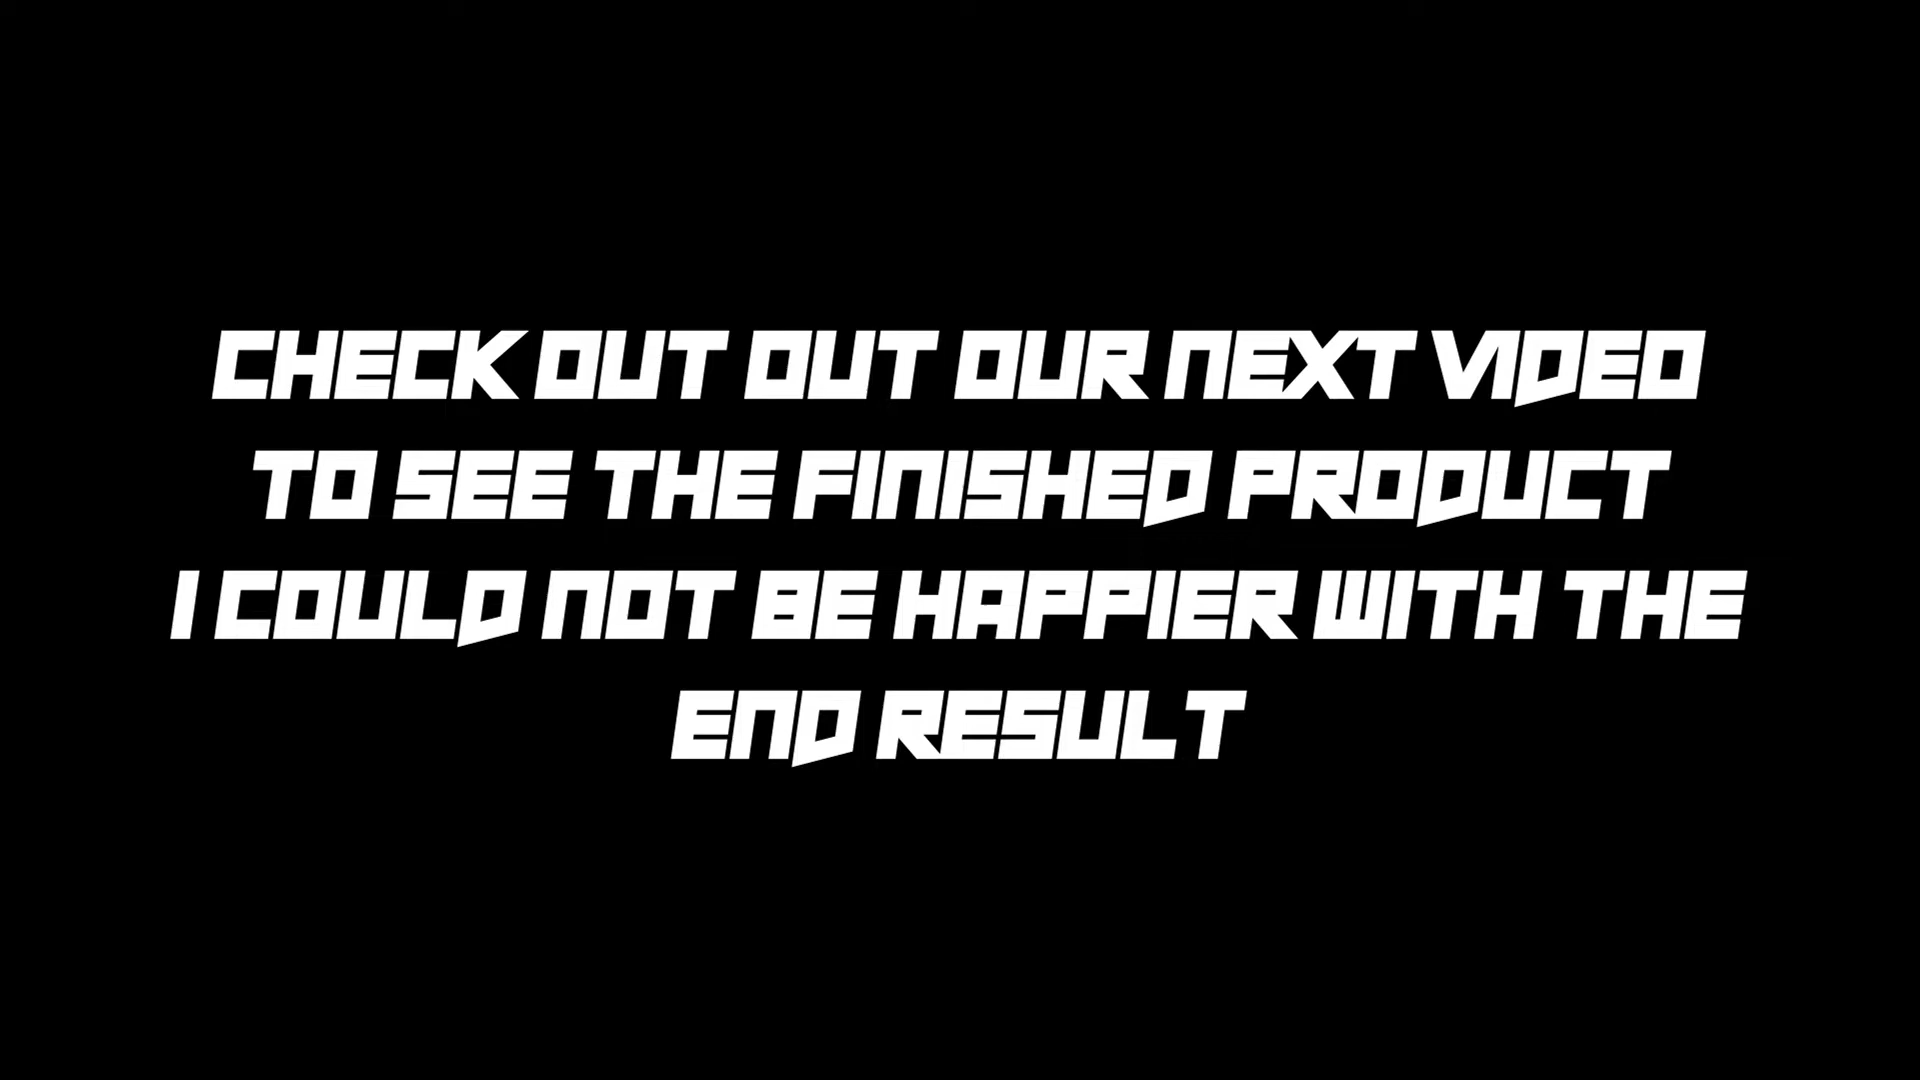 CHECK OUT OUT OUR NEXT VIDEO
TO SEE THE FINISHED PRODUCT
I COULD NOT BE HAPPIER WITH THE
END RESULT